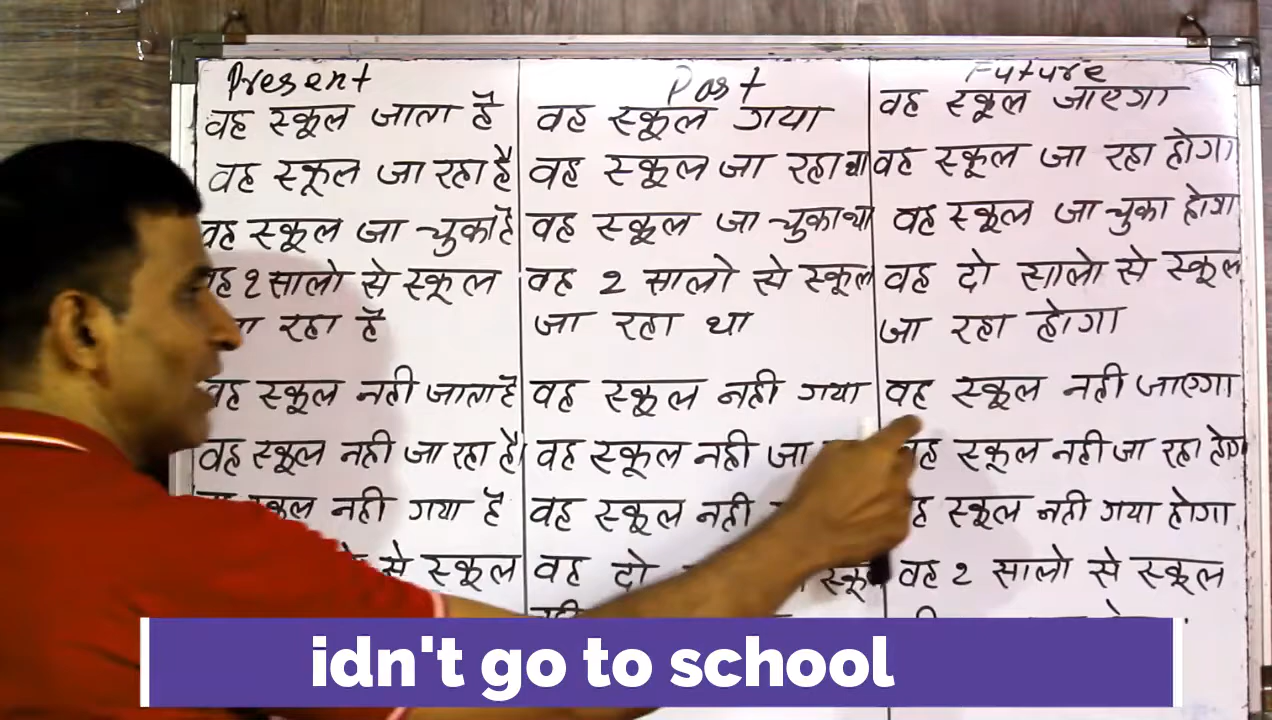 Present
वह स्कूल जाता है
वह स्कूल जा रहा है
वह स्कूल जा चुका है
वह 2 सालो से स्कूल
रहा है
वह स्कूल नही जाता है
वह स्कूल नही जा रहा है।
स्कूल नही गया है
से स्कूल
Past
वह स्कूल गया
वह स्कूल जा रहा था
वह स्कूल जा चुका था
वह 2 सालो से स्कूल
जा रहा था
वह स्कूल नही गया
वह स्कूल नही जा
वह स्कूल नही
वह दो
Future
वह स्कूल जाएगा
वह स्कूल जा रहा होगा
वह स्कूल जा चुका होगा
वह दो सालो से स्कूल
जा रहा होगा
वह स्कूल नही जाएगा
वह स्कूल नही जा रहा होगा
स्कूल नही गया होगा
वह 2 सालो से स्कूल
idn't go to school